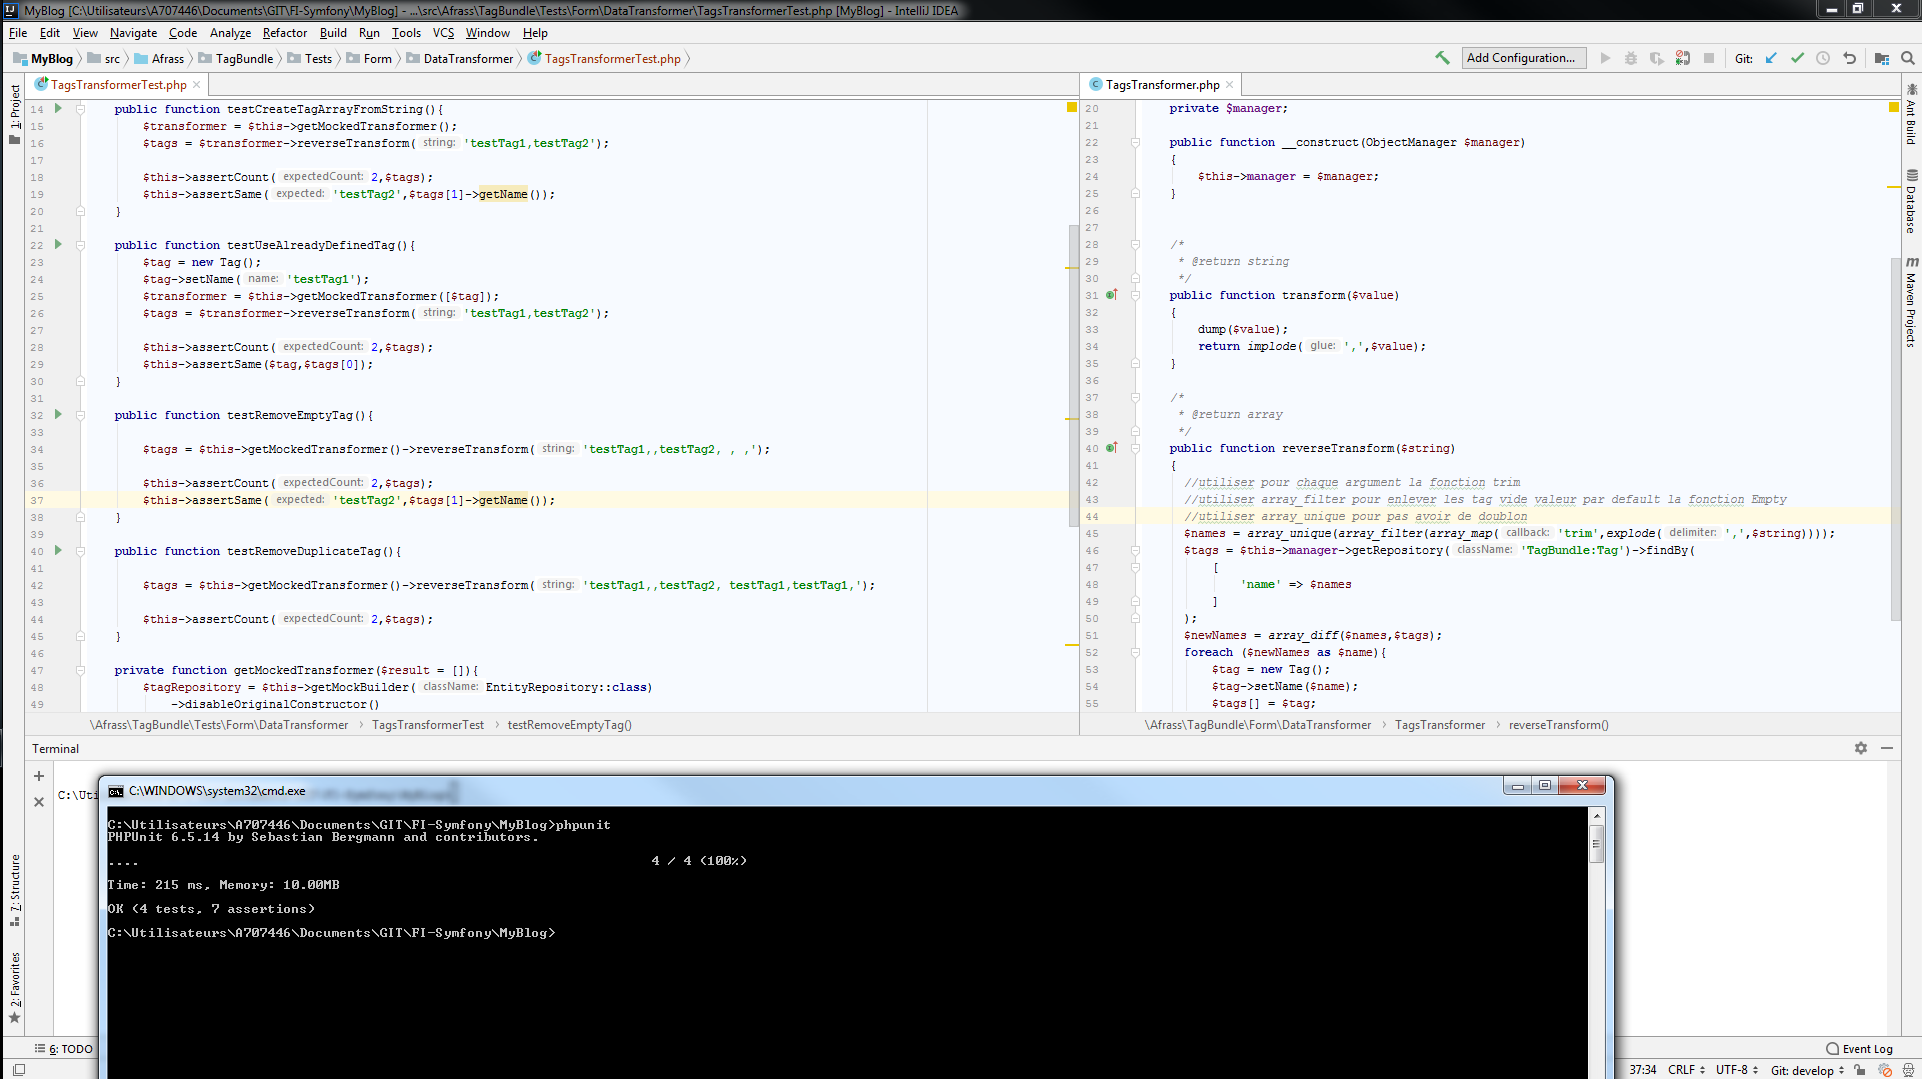 MyBlog [C:\Utilisateurs\A707446\Documents\GIT\FI-Symfony\MyBlog] - ...\src\Afrass\TagBundle\Tests\Form\DataTransformer\TagsTransformerTest.php [MyBlog] - IntelliJ IDEA
File Edit View Navigate Code Analyze Refactor Build Run Tools VCS Window Help
MyBlog src Afrass TagBundle Tests Form DataTransformer TagsTransformerTest.php Add Configuration... Git:
1: Project
TagsTransformerTest.php
14 public function testCreateTagArrayFromString(){
15 $transformer = $this->getMockedTransformer();
16 $tags = $transformer->reverseTransform( string: 'testTag1,testTag2');
17
18 $this->assertCount( expectedCount: 2,$tags);
19 $this->assertSame( expected: 'testTag2',$tags[1]->getName());
20 }
21
22 public function testUseAlreadyDefinedTag(){
23 $tag = new Tag();
24 $tag->setName( name: 'testTag1');
25 $transformer = $this->getMockedTransformer([$tag]);
26 $tags = $transformer->reverseTransform( string: 'testTag1,testTag2');
27
28 $this->assertCount( expectedCount: 2,$tags);
29 $this->assertSame($tag,$tags[0]);
30 }
31
32 public function testRemoveEmptyTag(){
33
34 $tags = $this->getMockedTransformer()->reverseTransform( string: 'testTag1,,testTag2, , ,');
35
36 $this->assertCount( expectedCount: 2,$tags);
37 $this->assertSame( expected: 'testTag2',$tags[1]->getName());
38 }
39
40 public function testRemoveDuplicateTag(){
41
42 $tags = $this->getMockedTransformer()->reverseTransform( string: 'testTag1,,testTag2, testTag1,testTag1,');
43
44 $this->assertCount( expectedCount: 2,$tags);
45 }
46
47 private function getMockedTransformer($result = []){
48 $tagRepository = $this->getMockBuilder( className: EntityRepository::class)
49 ->disableOriginalConstructor()
\Afrass\TagBundle\Tests\Form\DataTransformer › TagsTransformerTest › testRemoveEmptyTag()
TagsTransformer.php
20 private $manager;
21
22 public function __construct(ObjectManager $manager)
23 {
24 $this->manager = $manager;
25 }
26
27
28 /*
29 * @return string
30 */
31 public function transform($value)
32 {
33 dump($value);
34 return implode( glue: ',',$value);
35 }
36
37 /*
38 * @return array
39 */
40 public function reverseTransform($string)
41 {
42 //utiliser pour chaque argument la fonction trim
43 //utiliser array_filter pour enlever les tag vide valeur par default la fonction Empty
44 //utiliser array_unique pour pas avoir de doublon
45 $names = array_unique(array_filter(array_map( callback: 'trim',explode( delimiter: ',',$string))));
46 $tags = $this->manager->getRepository( className: 'TagBundle:Tag')->findBy(
47 [
48 'name' => $names
49 ]
50 );
51 $newNames = array_diff($names,$tags);
52 foreach ($newNames as $name){
53 $tag = new Tag();
54 $tag->setName($name);
55 $tags[] = $tag;
\Afrass\TagBundle\Form\DataTransformer › TagsTransformer › reverseTransform()
Ant Build
Database
Maven Projects
Terminal
C:\Uti
C:\WINDOWS\system32\cmd.exe
C:\Utilisateurs\A707446\Documents\GIT\FI-Symfony\MyBlog>phpunit
PHPUnit 6.5.14 by Sebastian Bergmann and contributors.
.... 4 / 4 (100%)
Time: 215 ms, Memory: 10.00MB
OK (4 tests, 7 assertions)
C:\Utilisateurs\A707446\Documents\GIT\FI-Symfony\MyBlog>
7: Structure
2: Favorites
6: TODO
Event Log
37:34 CRLF UTF-8 Git: develop